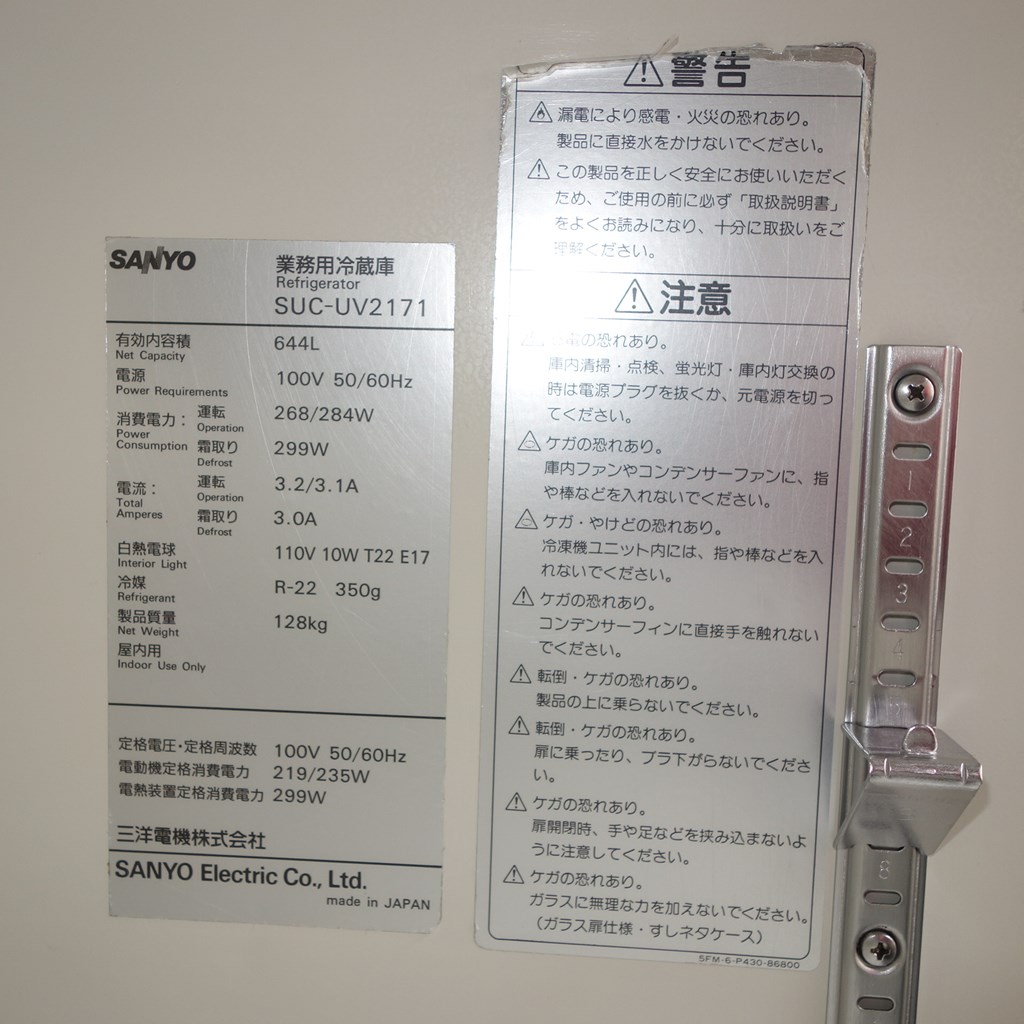 SANYO
業務用冷蔵庫
Refrigerator
SUC-UV2171
有効内容積 644L
Net Capacity
電源 100V 50/60Hz
Power Requirements
消費電力： 運転 268/284W
Power Consumption Operation
霜取り 299W
Defrost
電流： 運転 3.2/3.1A
Total Amperes Operation
霜取り 3.0A
Defrost
白熱電球 110V 10W T22 E17
Interior Light
冷媒 R-22 350g
Refrigerant
製品質量 128kg
Net Weight
屋内用
Indoor Use Only
定格電圧・定格周波数 100V 50/60Hz
電動機定格消費電力 219/235W
電熱装置定格消費電力 299W
三洋電機株式会社
SANYO Electric Co., Ltd.
made in JAPAN
警告
漏電により感電・火災の恐れあり。
製品に直接水をかけないでください。
この製品を正しく安全にお使いいただく
ため、ご使用の前に必ず「取扱説明書」
をよくお読みになり、十分に取扱いをご
理解ください。
注意
電の恐れあり。
庫内清掃・点検、蛍光灯・庫内灯交換の
時は電源プラグを抜くか、元電源を切っ
てください。
ケガの恐れあり。
庫内ファンやコンデンサーファンに、指
や棒などを入れないでください。
ケガ・やけどの恐れあり。
冷凍機ユニット内には、指や棒などを入
れないでください。
ケガの恐れあり。
コンデンサーフィンに直接手を触れない
でください。
転倒・ケガの恐れあり。
製品の上に乗らないでください。
転倒・ケガの恐れあり。
扉に乗ったり、ブラ下がらないでくださ
い。
ケガの恐れあり。
扉開閉時、手や足などを挟み込まないよ
うに注意してください。
ケガの恐れあり。
ガラスに無理な力を加えないでください。
（ガラス扉仕様・すしネタケース）
5FM-6-P430-86800
1
2
3
4
8